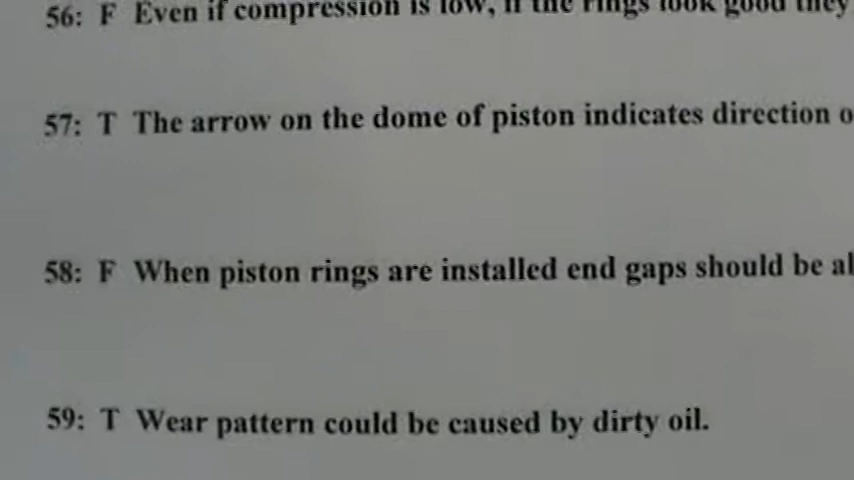 56: F Even if compression is low, if the rings look good they
57: T The arrow on the dome of piston indicates direction o
58: F When piston rings are installed end gaps should be al
59: T Wear pattern could be caused by dirty oil.